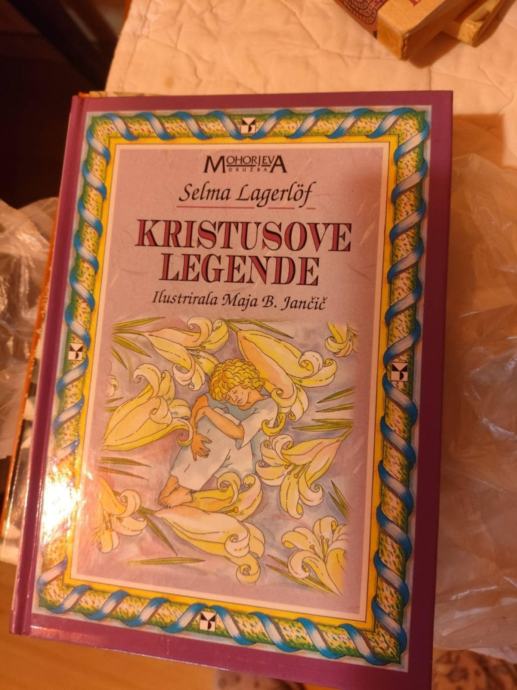 MOHORJEVA
DRUŽBA
Selma Lagerlöf
KRISTUSOVE
LEGENDE
Ilustrirala Maja B. Jančič